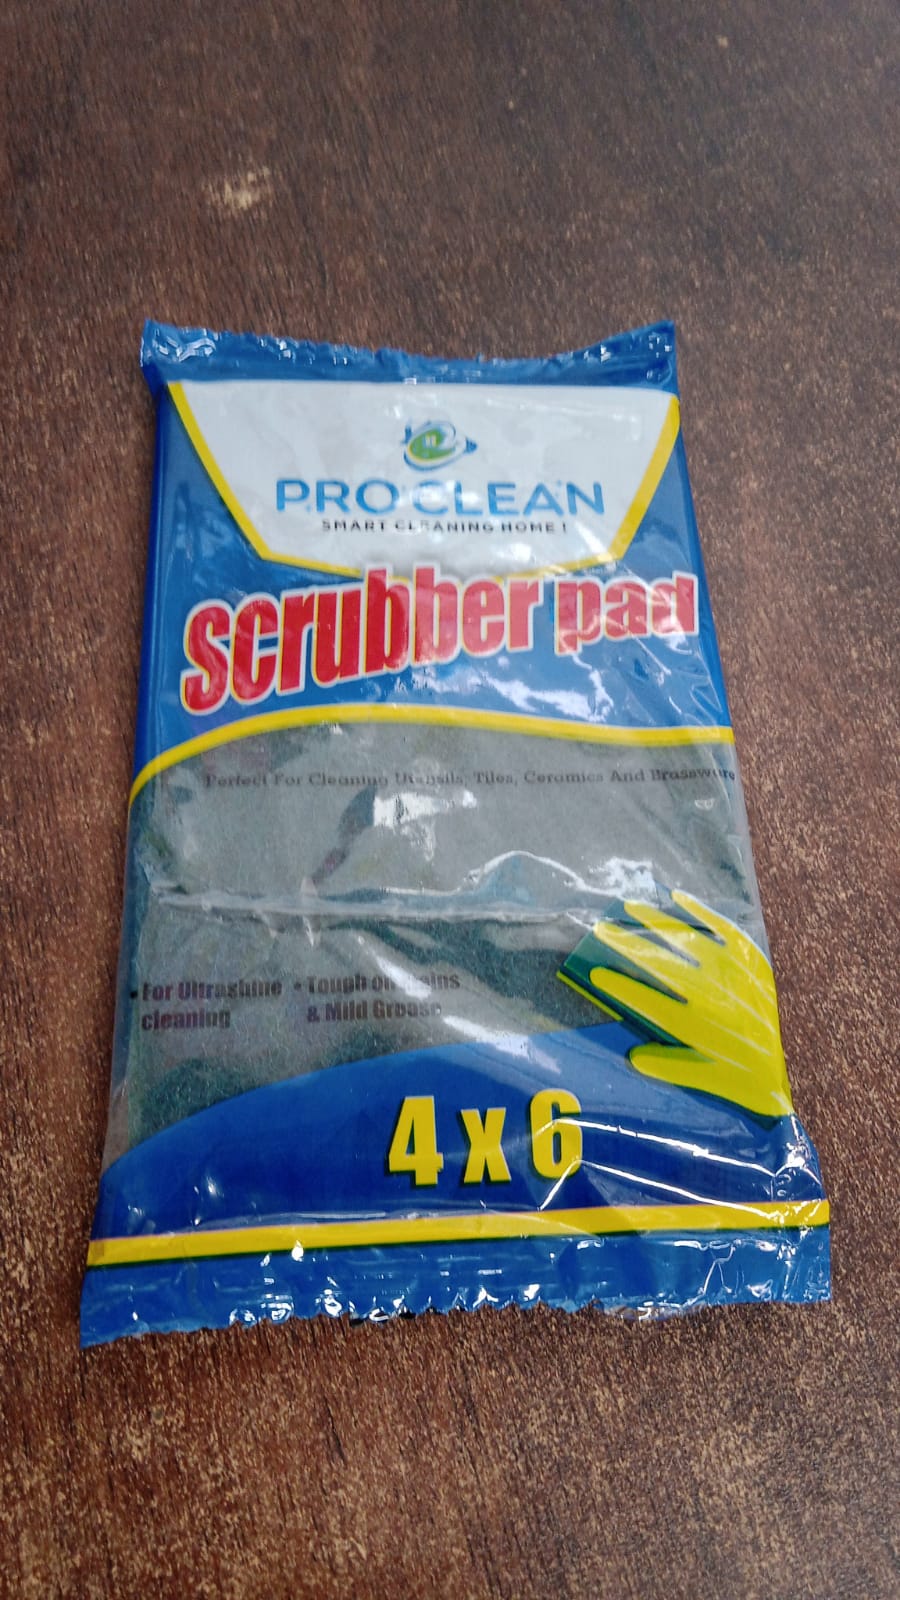 PRO CLEAN
SMART CLEANING HOME !
scrubber pad
Perfect For Cleaning Utensils, Tiles, Ceramics And Brassware
• For Ultrashine cleaning
• Tough on Stains & Mild Grease
4 x 6